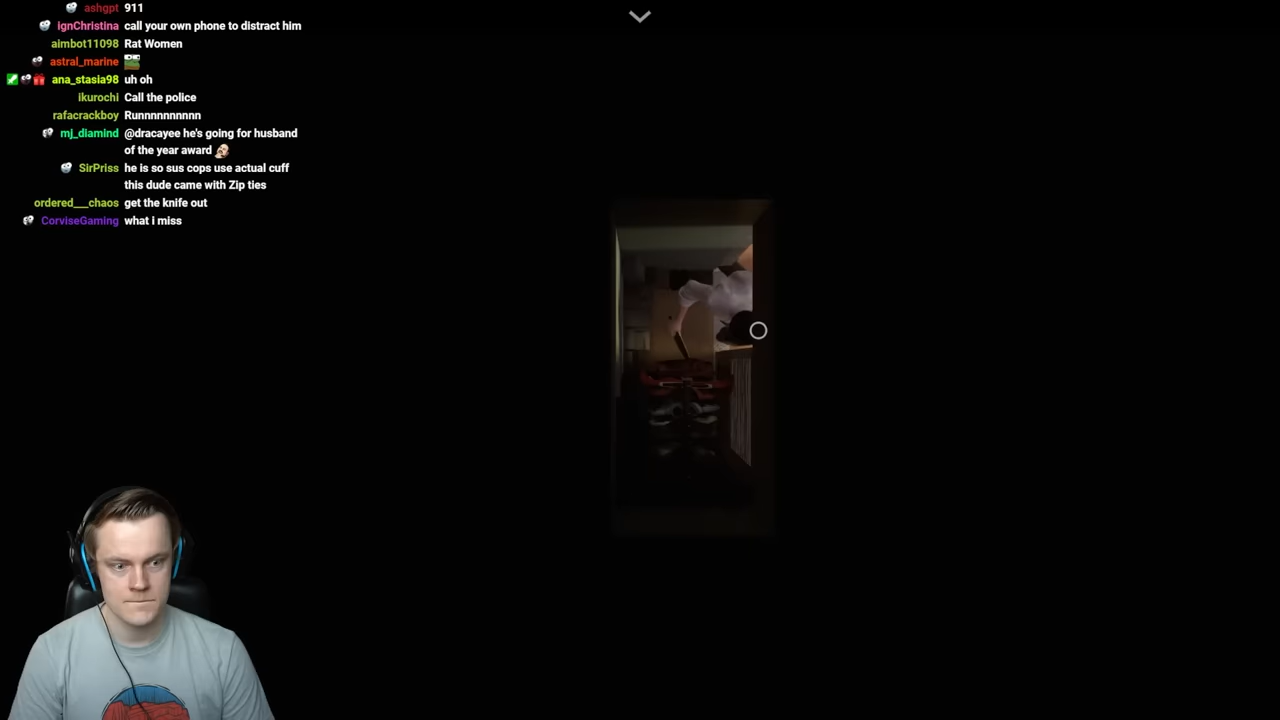 ashgpt 911
ignChristina call your own phone to distract him
aimbot11098 Rat Women
astral_marine
ana_stasia98 uh oh
ikurochi Call the police
rafacrackboy Runnnnnnnnnn
mj_diamind @dracayee he's going for husband
of the year award
SirPriss he is so sus cops use actual cuff
this dude came with Zip ties
ordered__chaos get the knife out
CorviseGaming what i miss